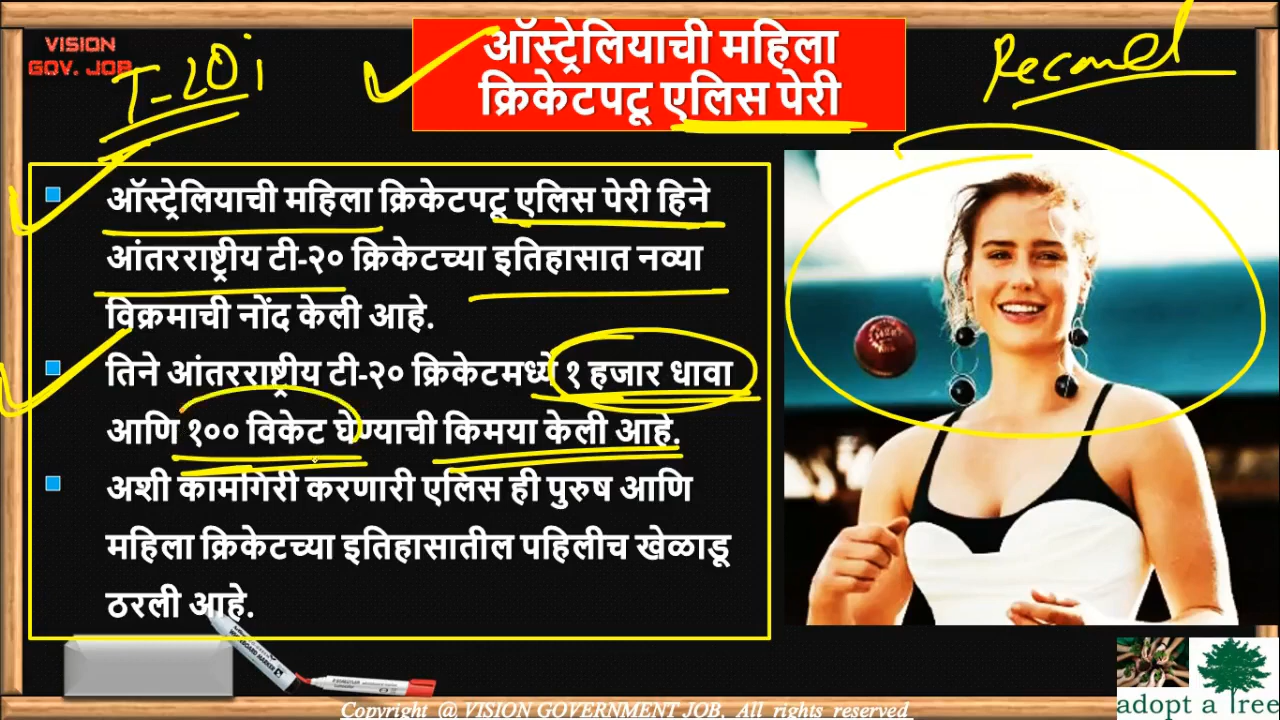 VISION
GOV. JOB
T-20i
ऑस्ट्रेलियाची महिला
क्रिकेटपटू एलिस पेरी
Record
ऑस्ट्रेलियाची महिला क्रिकेटपटू एलिस पेरी हिने
आंतरराष्ट्रीय टी-२० क्रिकेटच्या इतिहासात नव्या
विक्रमाची नोंद केली आहे.
तिने आंतरराष्ट्रीय टी-२० क्रिकेटमध्ये १ हजार धावा
आणि १०० विकेट घेण्याची किमया केली आहे.
अशी कामगिरी करणारी एलिस ही पुरुष आणि
महिला क्रिकेटच्या इतिहासातील पहिलीच खेळाडू
ठरली आहे.
adopt a Tree
Copyright @ VISION GOVERNMENT JOB. All rights reserved